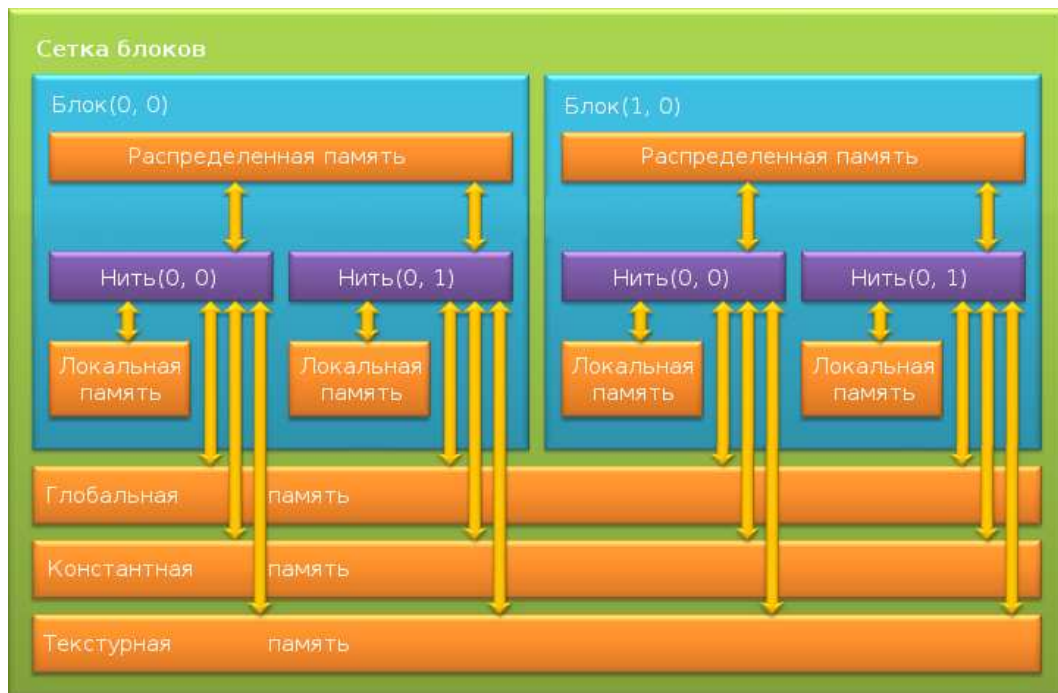 Сетка блоков
Блок(0, 0)
Распределенная память
Нить(0, 0)
Нить(0, 1)
Локальная
память
Локальная
память
Блок(1, 0)
Распределенная память
Нить(0, 0)
Нить(0, 1)
Локальная
память
Локальная
память
Глобальная память
Константная память
Текстурная память